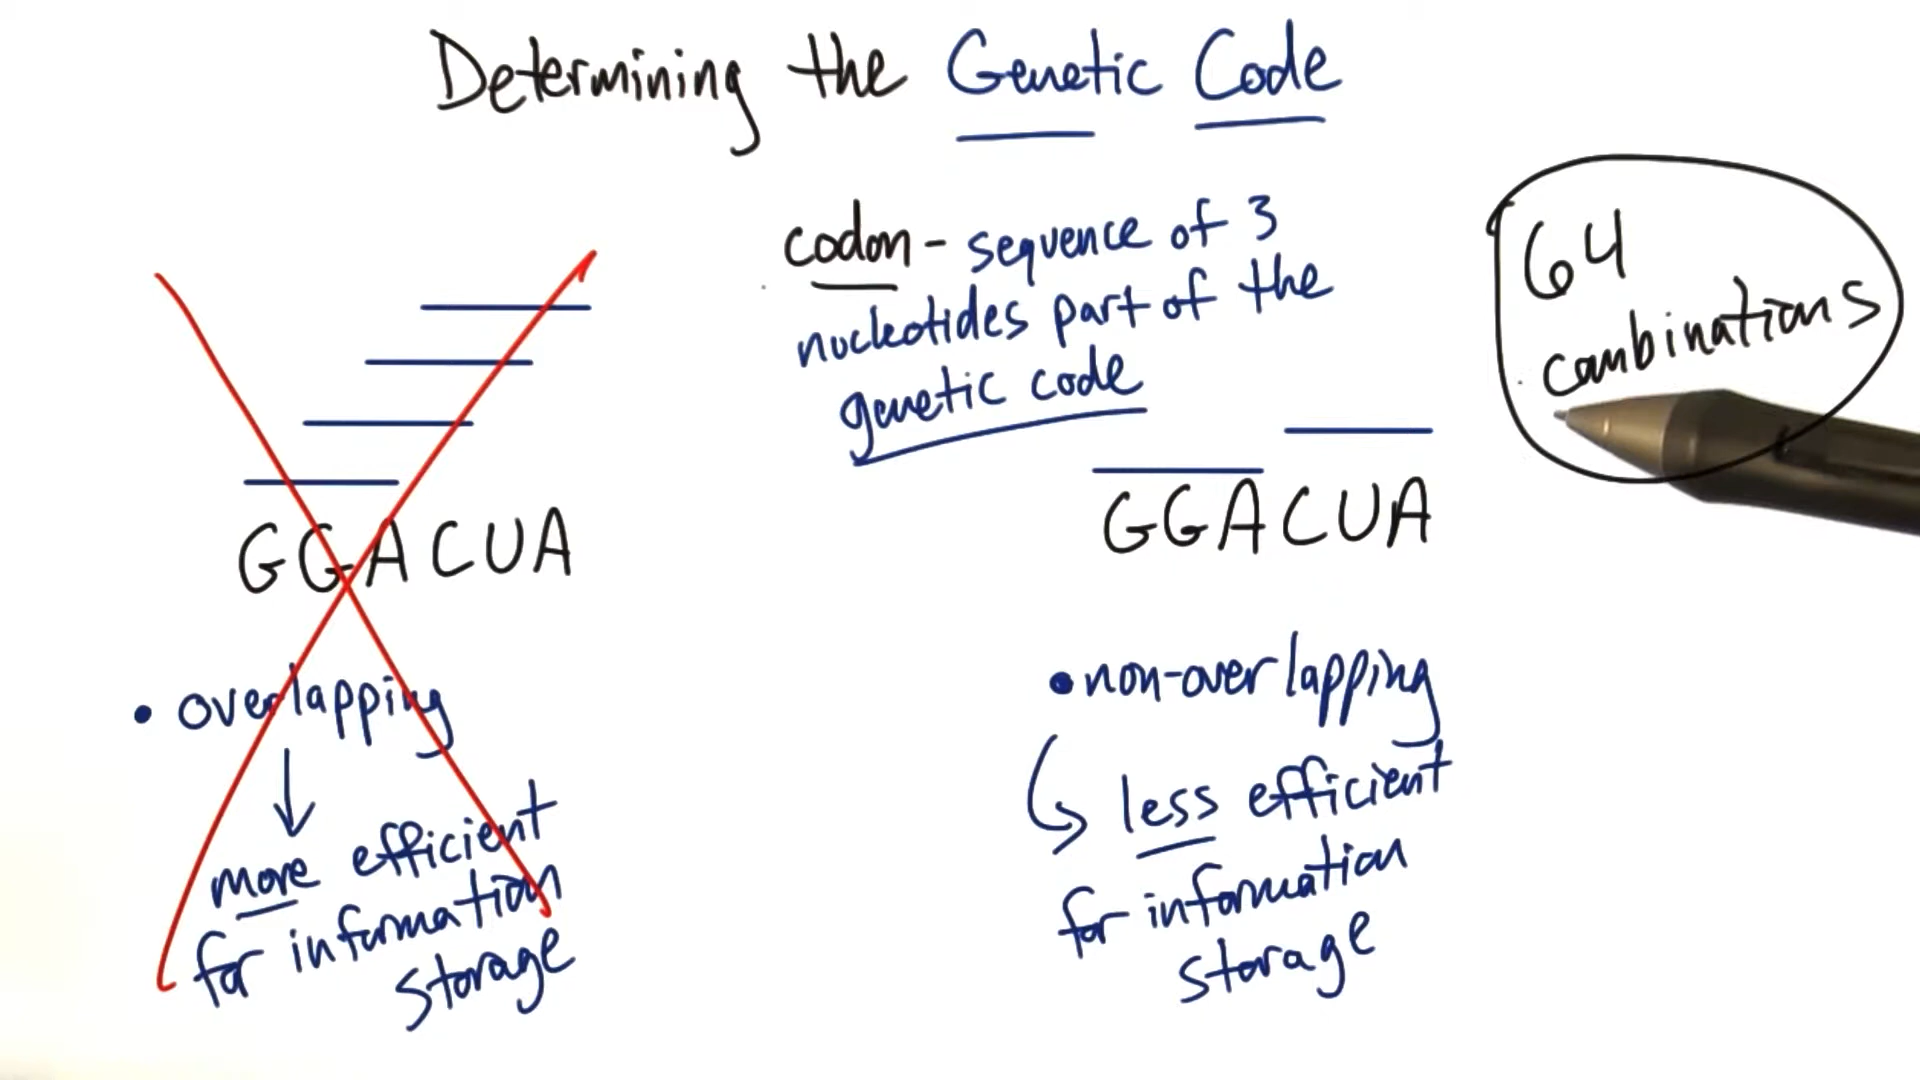 Determining the Genetic Code
codon - sequence of 3
nucleotides part of the
genetic code
64
combinations
GGACUA
• overlapping
more efficient
for information
storage
GGACUA
• non-overlapping
less efficient
for information
storage